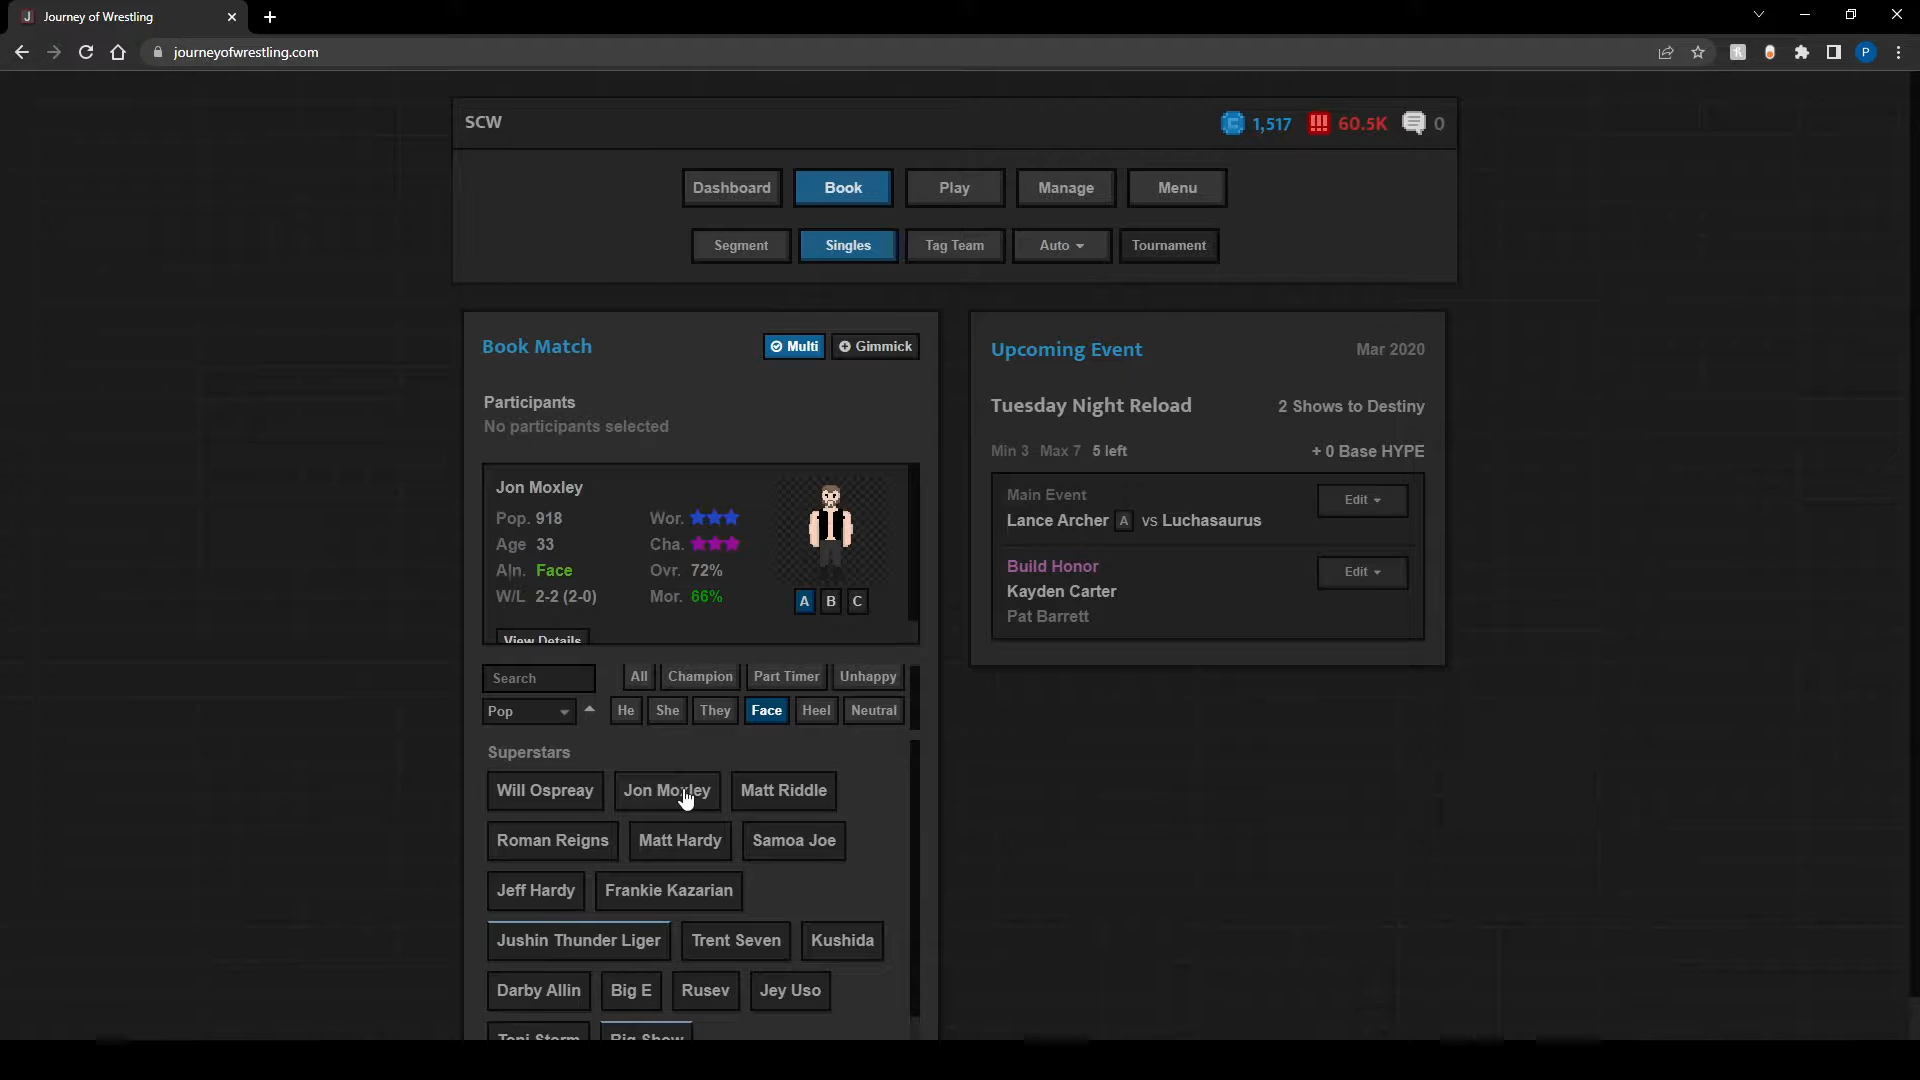 Journey of Wrestling
journeyofwrestling.com
P
SCW
1,517
60.5K
0
Dashboard
Book
Play
Manage
Menu
Segment
Singles
Tag Team
Auto
Tournament
Book Match
Multi
Gimmick
Participants
No participants selected
Jon Moxley
Pop. 918
Wor.
Age 33
Cha.
Aln. Face
Ovr. 72%
W/L 2-2 (2-0)
Mor. 66%
A B C
View Details
Search
All
Champion
Part Timer
Unhappy
Pop
He
She
They
Face
Heel
Neutral
Superstars
Will Ospreay
Jon Moxley
Matt Riddle
Roman Reigns
Matt Hardy
Samoa Joe
Jeff Hardy
Frankie Kazarian
Jushin Thunder Liger
Trent Seven
Kushida
Darby Allin
Big E
Rusev
Jey Uso
Toni Storm
Big Show
Upcoming Event
Mar 2020
Tuesday Night Reload
2 Shows to Destiny
Min 3 Max 7 5 left
+ 0 Base HYPE
Main Event
Lance Archer A vs Luchasaurus
Edit
Build Honor
Kayden Carter
Pat Barrett
Edit